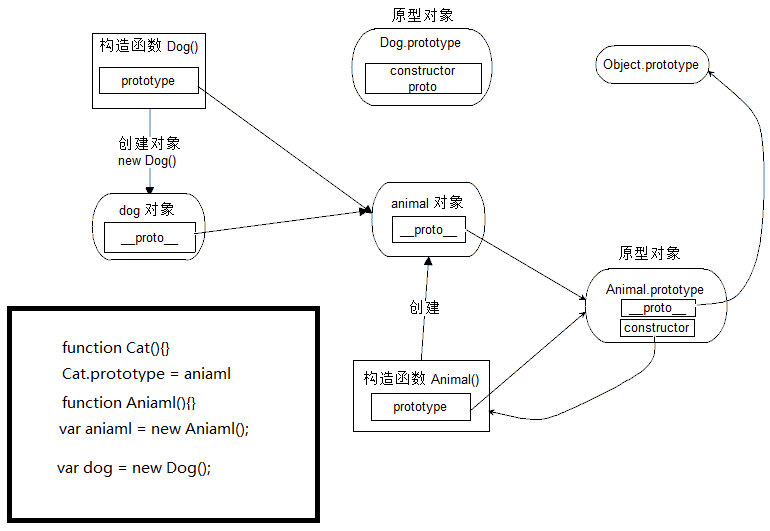 原型对象
构造函数 Dog()
prototype
Dog.prototype
constructor
proto
Object.prototype
创建对象
new Dog()
dog 对象
__proto__
animal 对象
__proto__
原型对象
Animal.prototype
__proto__
constructor
创建
构造函数 Animal()
prototype
function Cat(){}
Cat.prototype = aniaml
function Aniaml(){}
var aniaml = new Aniaml();
var dog = new Dog();